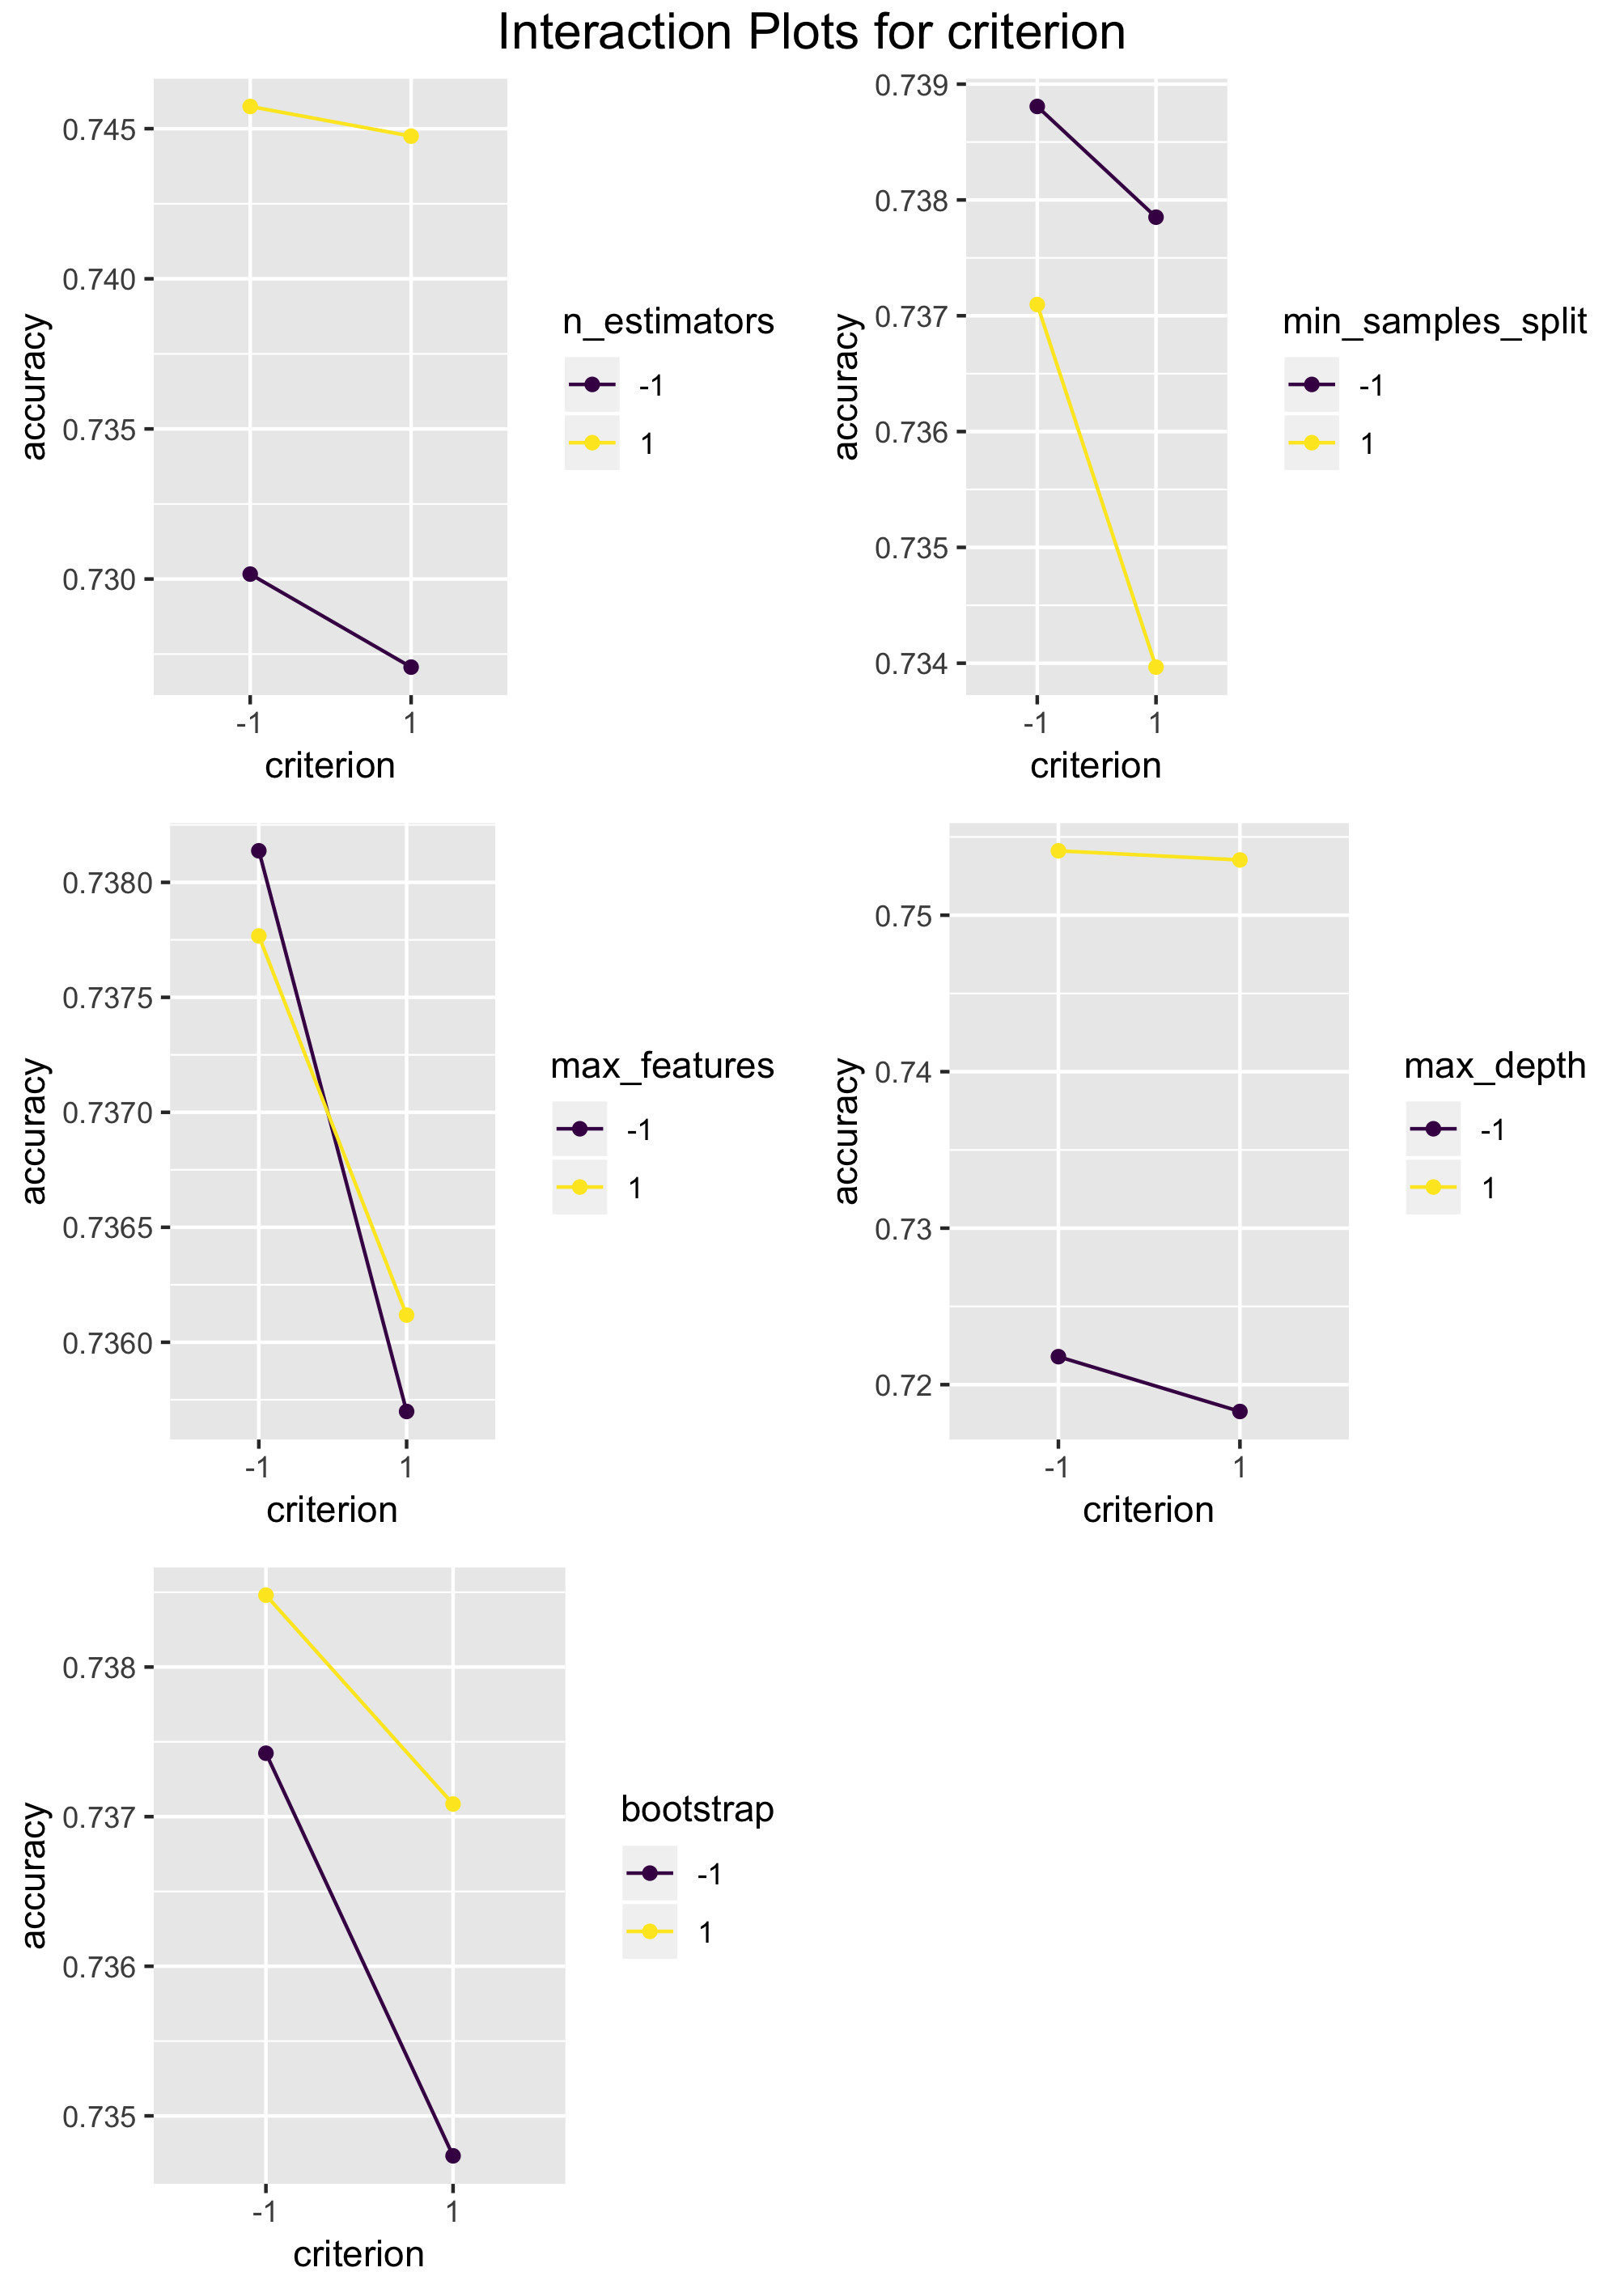 Interaction Plots for criterion
0.745
0.740
0.735
0.730
accuracy
-1 1
criterion
n_estimators
-1
1
0.739
0.738
0.737
0.736
0.735
0.734
accuracy
-1 1
criterion
min_samples_split
-1
1
0.7380
0.7375
0.7370
0.7365
0.7360
accuracy
-1 1
criterion
max_features
-1
1
0.75
0.74
0.73
0.72
accuracy
-1 1
criterion
max_depth
-1
1
0.738
0.737
0.736
0.735
accuracy
-1 1
criterion
bootstrap
-1
1